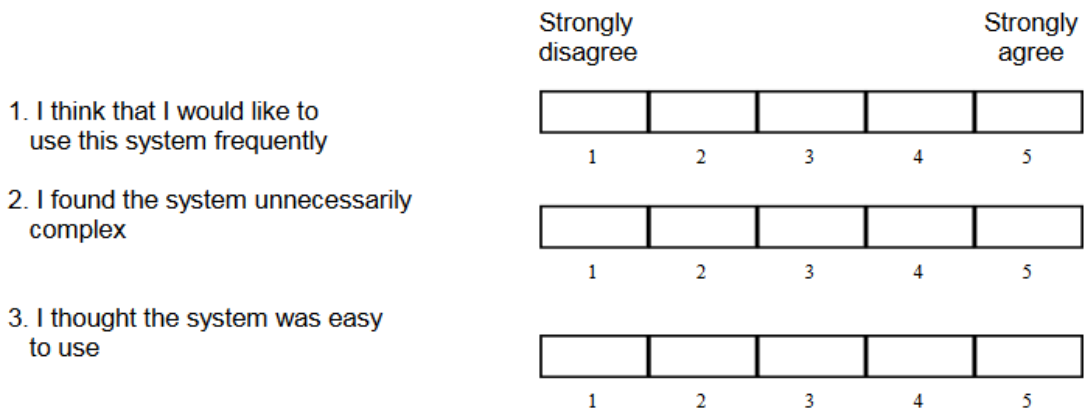 Strongly disagree
Strongly agree
1. I think that I would like to
use this system frequently
1 2 3 4 5
2. I found the system unnecessarily
complex
1 2 3 4 5
3. I thought the system was easy
to use
1 2 3 4 5